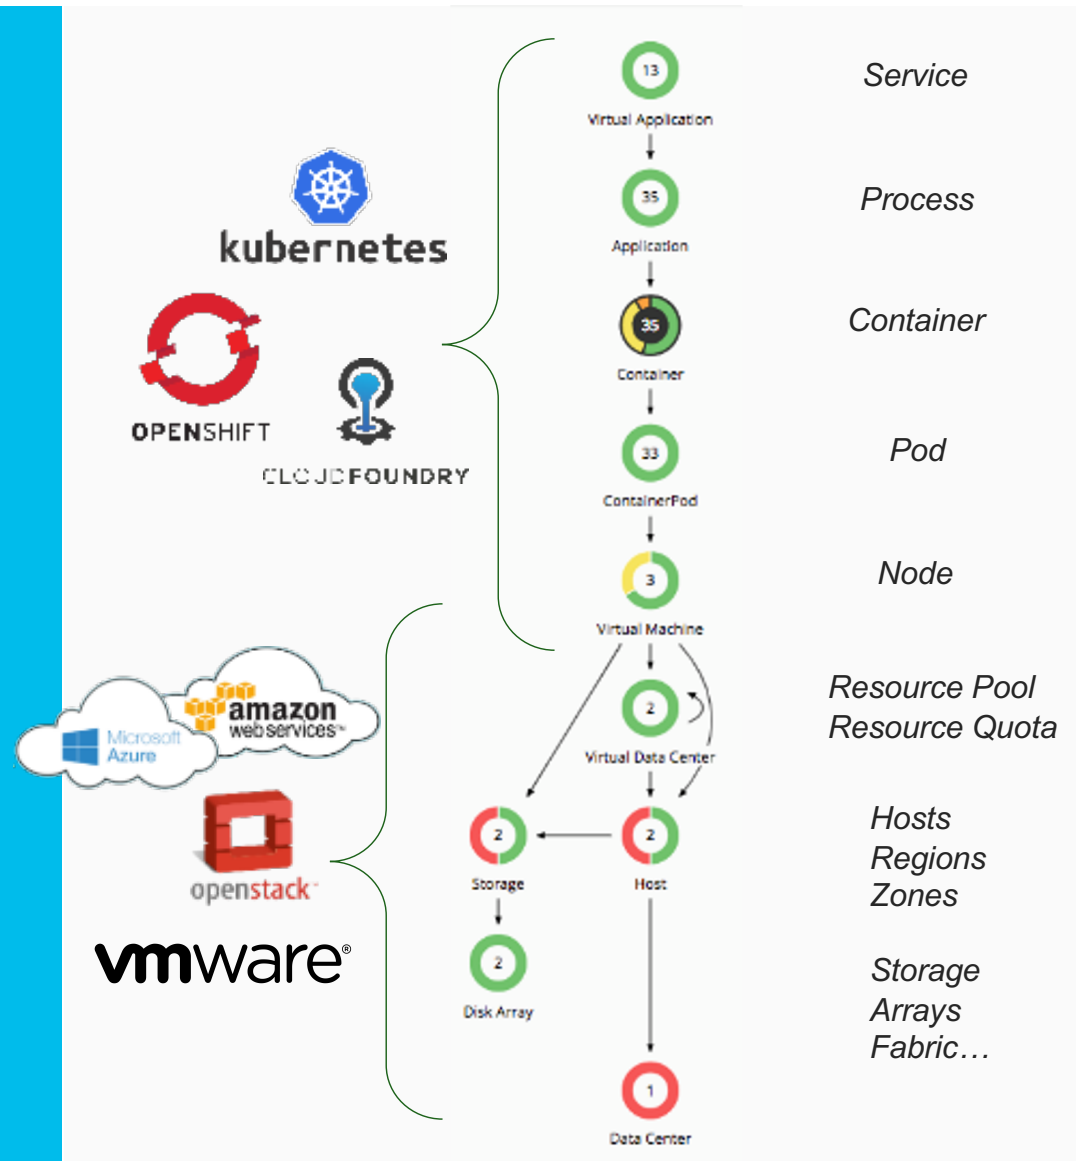 13
Virtual Application
Service
35
Application
Process
kubernetes
35
Container
Container
OPENSHIFT
CLOUDFOUNDRY
33
ContainerPod
Pod
3
Virtual Machine
Node
amazon
webservices™
Microsoft
Azure
2
Virtual Data Center
Resource Pool
Resource Quota
openstack™
2
Storage
2
Host
Hosts
Regions
Zones
vmware®
2
Disk Array
Storage
Arrays
Fabric…
1
Data Center